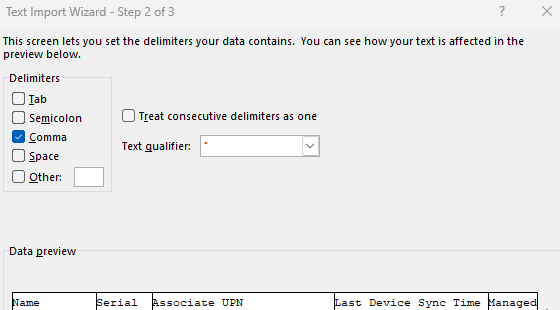 Text Import Wizard - Step 2 of 3
?
This screen lets you set the delimiters your data contains.  You can see how your text is affected in the
preview below.
Delimiters
Tab
Semicolon
Comma
Space
Other:
Treat consecutive delimiters as one
Text qualifier: "
Data preview
Name Serial Associate UPN Last Device Sync Time Managed